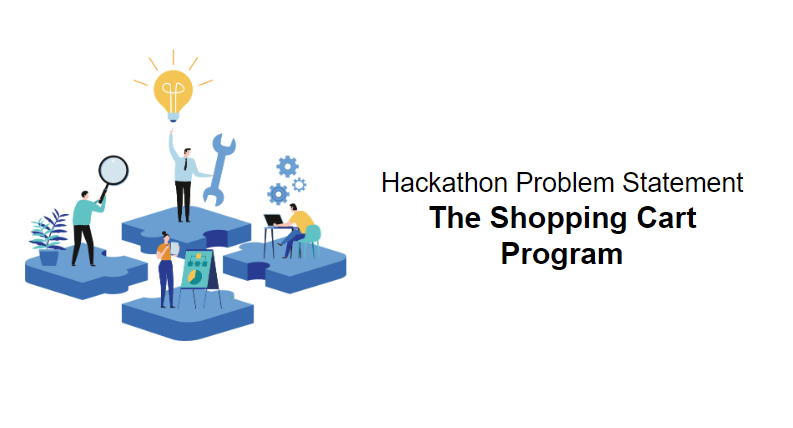 Hackathon Problem Statement
The Shopping Cart
Program